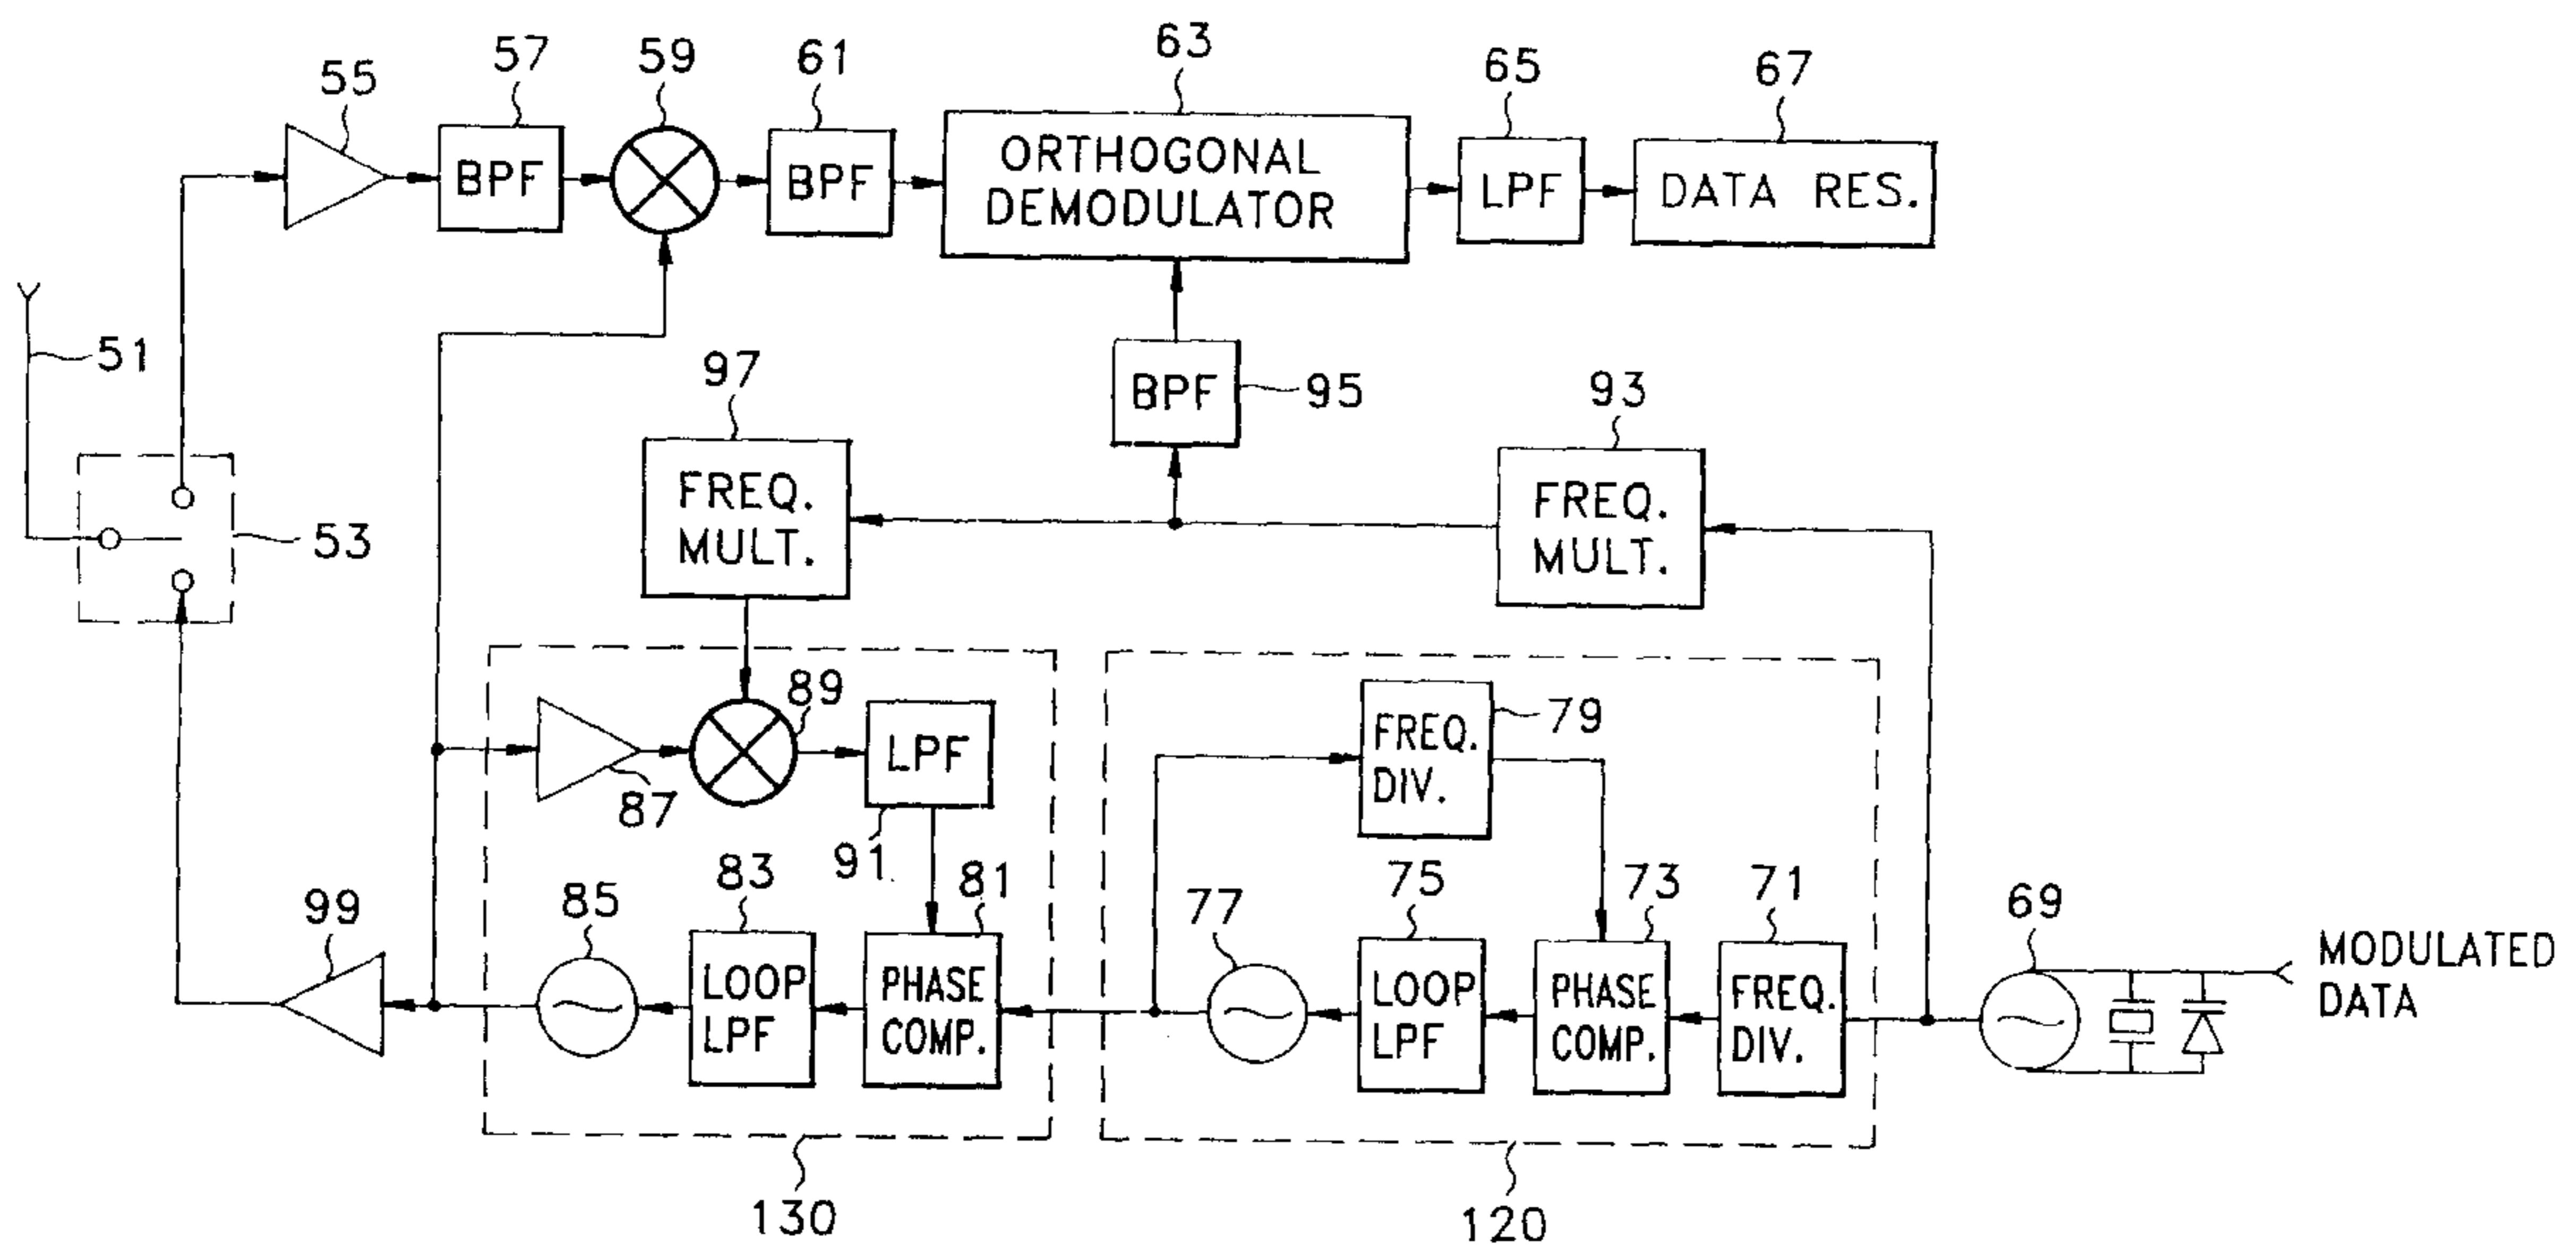 63
57
59
61
65
67
55
BPF
BPF
ORTHOGONAL
DEMODULATOR
LPF
DATA RES.
51
97
BPF
95
93
FREQ.
MULT.
FREQ.
MULT.
53
89
79
LPF
FREQ.
DIV.
87
91
83
81
75
73
71
99
85
77
69
LOOP
LPF
PHASE
COMP.
LOOP
LPF
PHASE
COMP.
FREQ.
DIV.
MODULATED
DATA
130
120